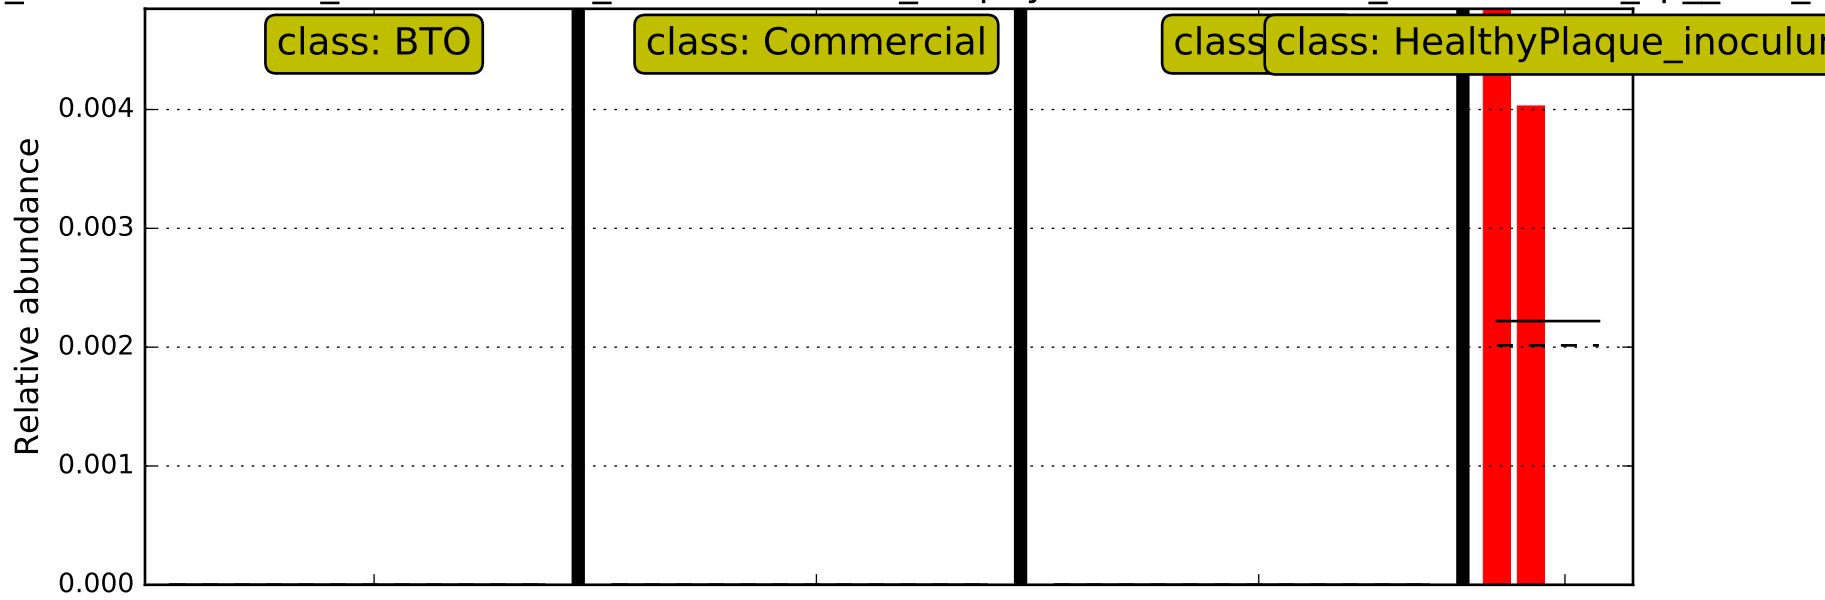 class: BTO
class: Commercial
class
class: HealthyPlaque_inoculu
0.004
0.003
0.002
0.001
0.000
Relative abundance